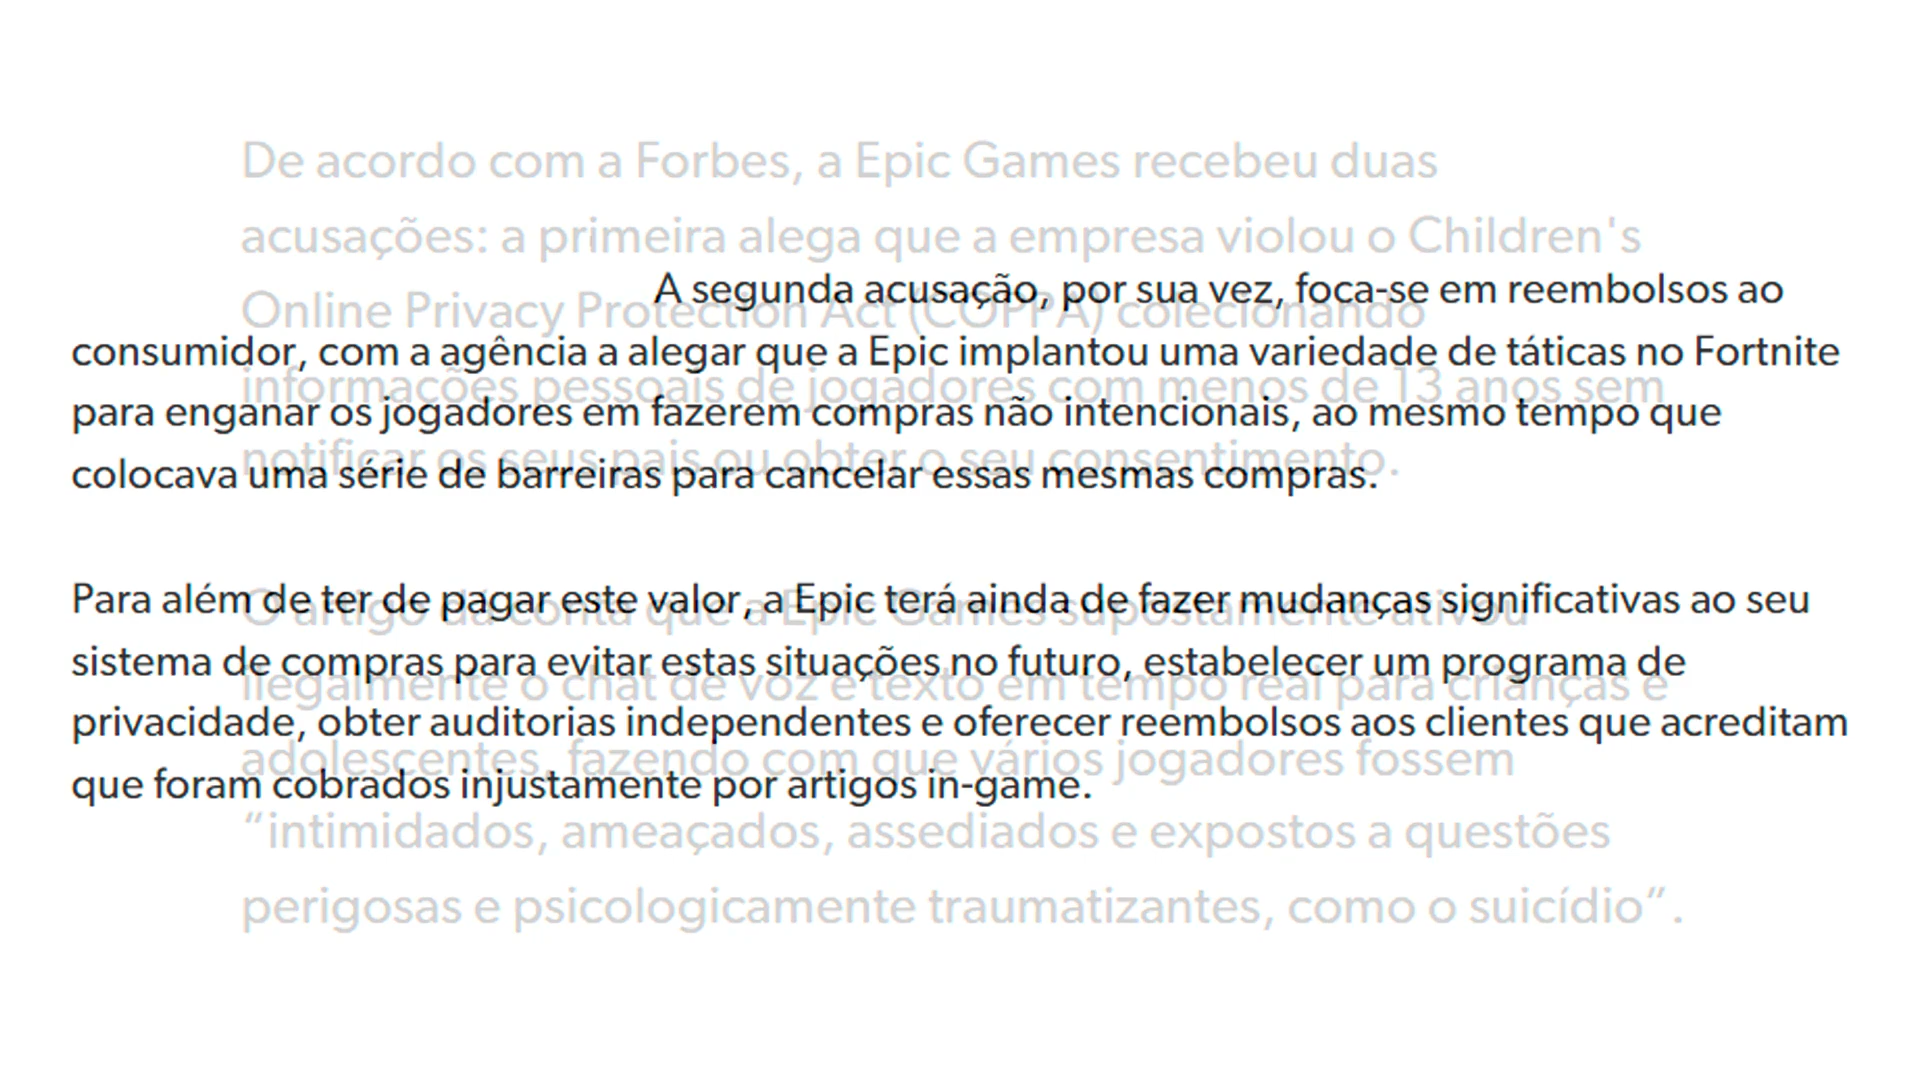 De acordo com a Forbes, a Epic Games recebeu duas
acusações: a primeira alega que a empresa violou o Children's
Online Privacy Protection Act (COPPA) colecionando
informações pessoais de jogadores com menos de 13 anos sem
notificar os seus pais ou obter o seu consentimento.
O artigo dá conta que a Epic Games supostamente ativou
ilegalmente o chat de voz e texto em tempo real para crianças e
adolescentes, fazendo com que vários jogadores fossem
“intimidados, ameaçados, assediados e expostos a questões
perigosas e psicologicamente traumatizantes, como o suicídio”.
A segunda acusação, por sua vez, foca-se em reembolsos ao
consumidor, com a agência a alegar que a Epic implantou uma variedade de táticas no Fortnite
para enganar os jogadores em fazerem compras não intencionais, ao mesmo tempo que
colocava uma série de barreiras para cancelar essas mesmas compras.
Para além de ter de pagar este valor, a Epic terá ainda de fazer mudanças significativas ao seu
sistema de compras para evitar estas situações no futuro, estabelecer um programa de
privacidade, obter auditorias independentes e oferecer reembolsos aos clientes que acreditam
que foram cobrados injustamente por artigos in-game.